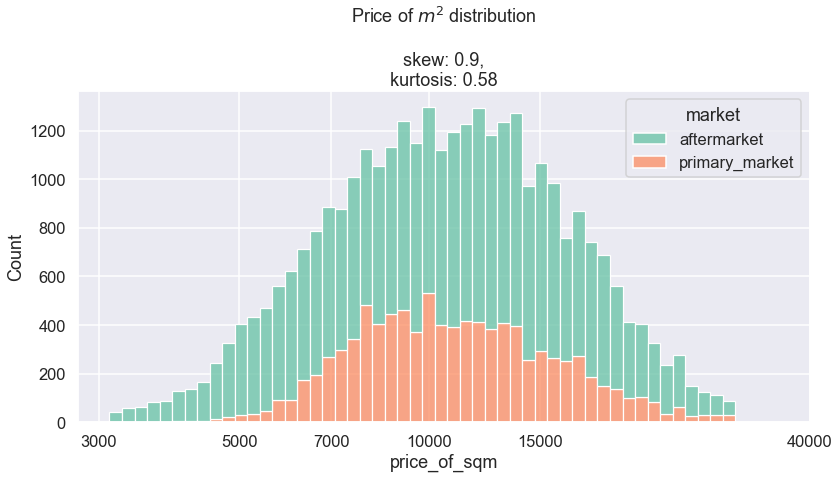 Price of m² distribution
skew: 0.9,
kurtosis: 0.58
market
aftermarket
primary_market
Count
1200
1000
800
600
400
200
0
3000 5000 7000 10000 15000 40000
price_of_sqm